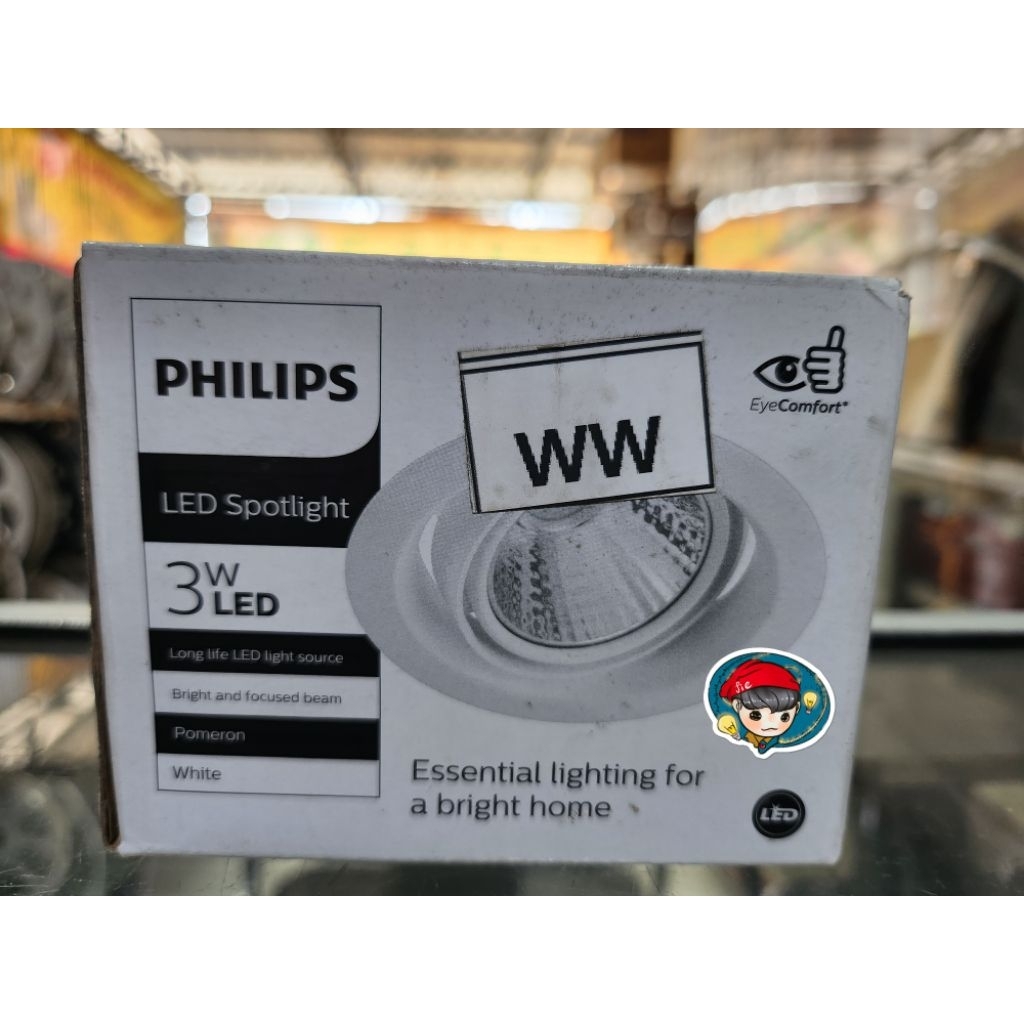 PHILIPS
LED Spotlight
3W LED
Long life LED light source
Bright and focused beam
Pomeron
White
WW
EyeComfort*
Essential lighting for
a bright home
Jie
LED